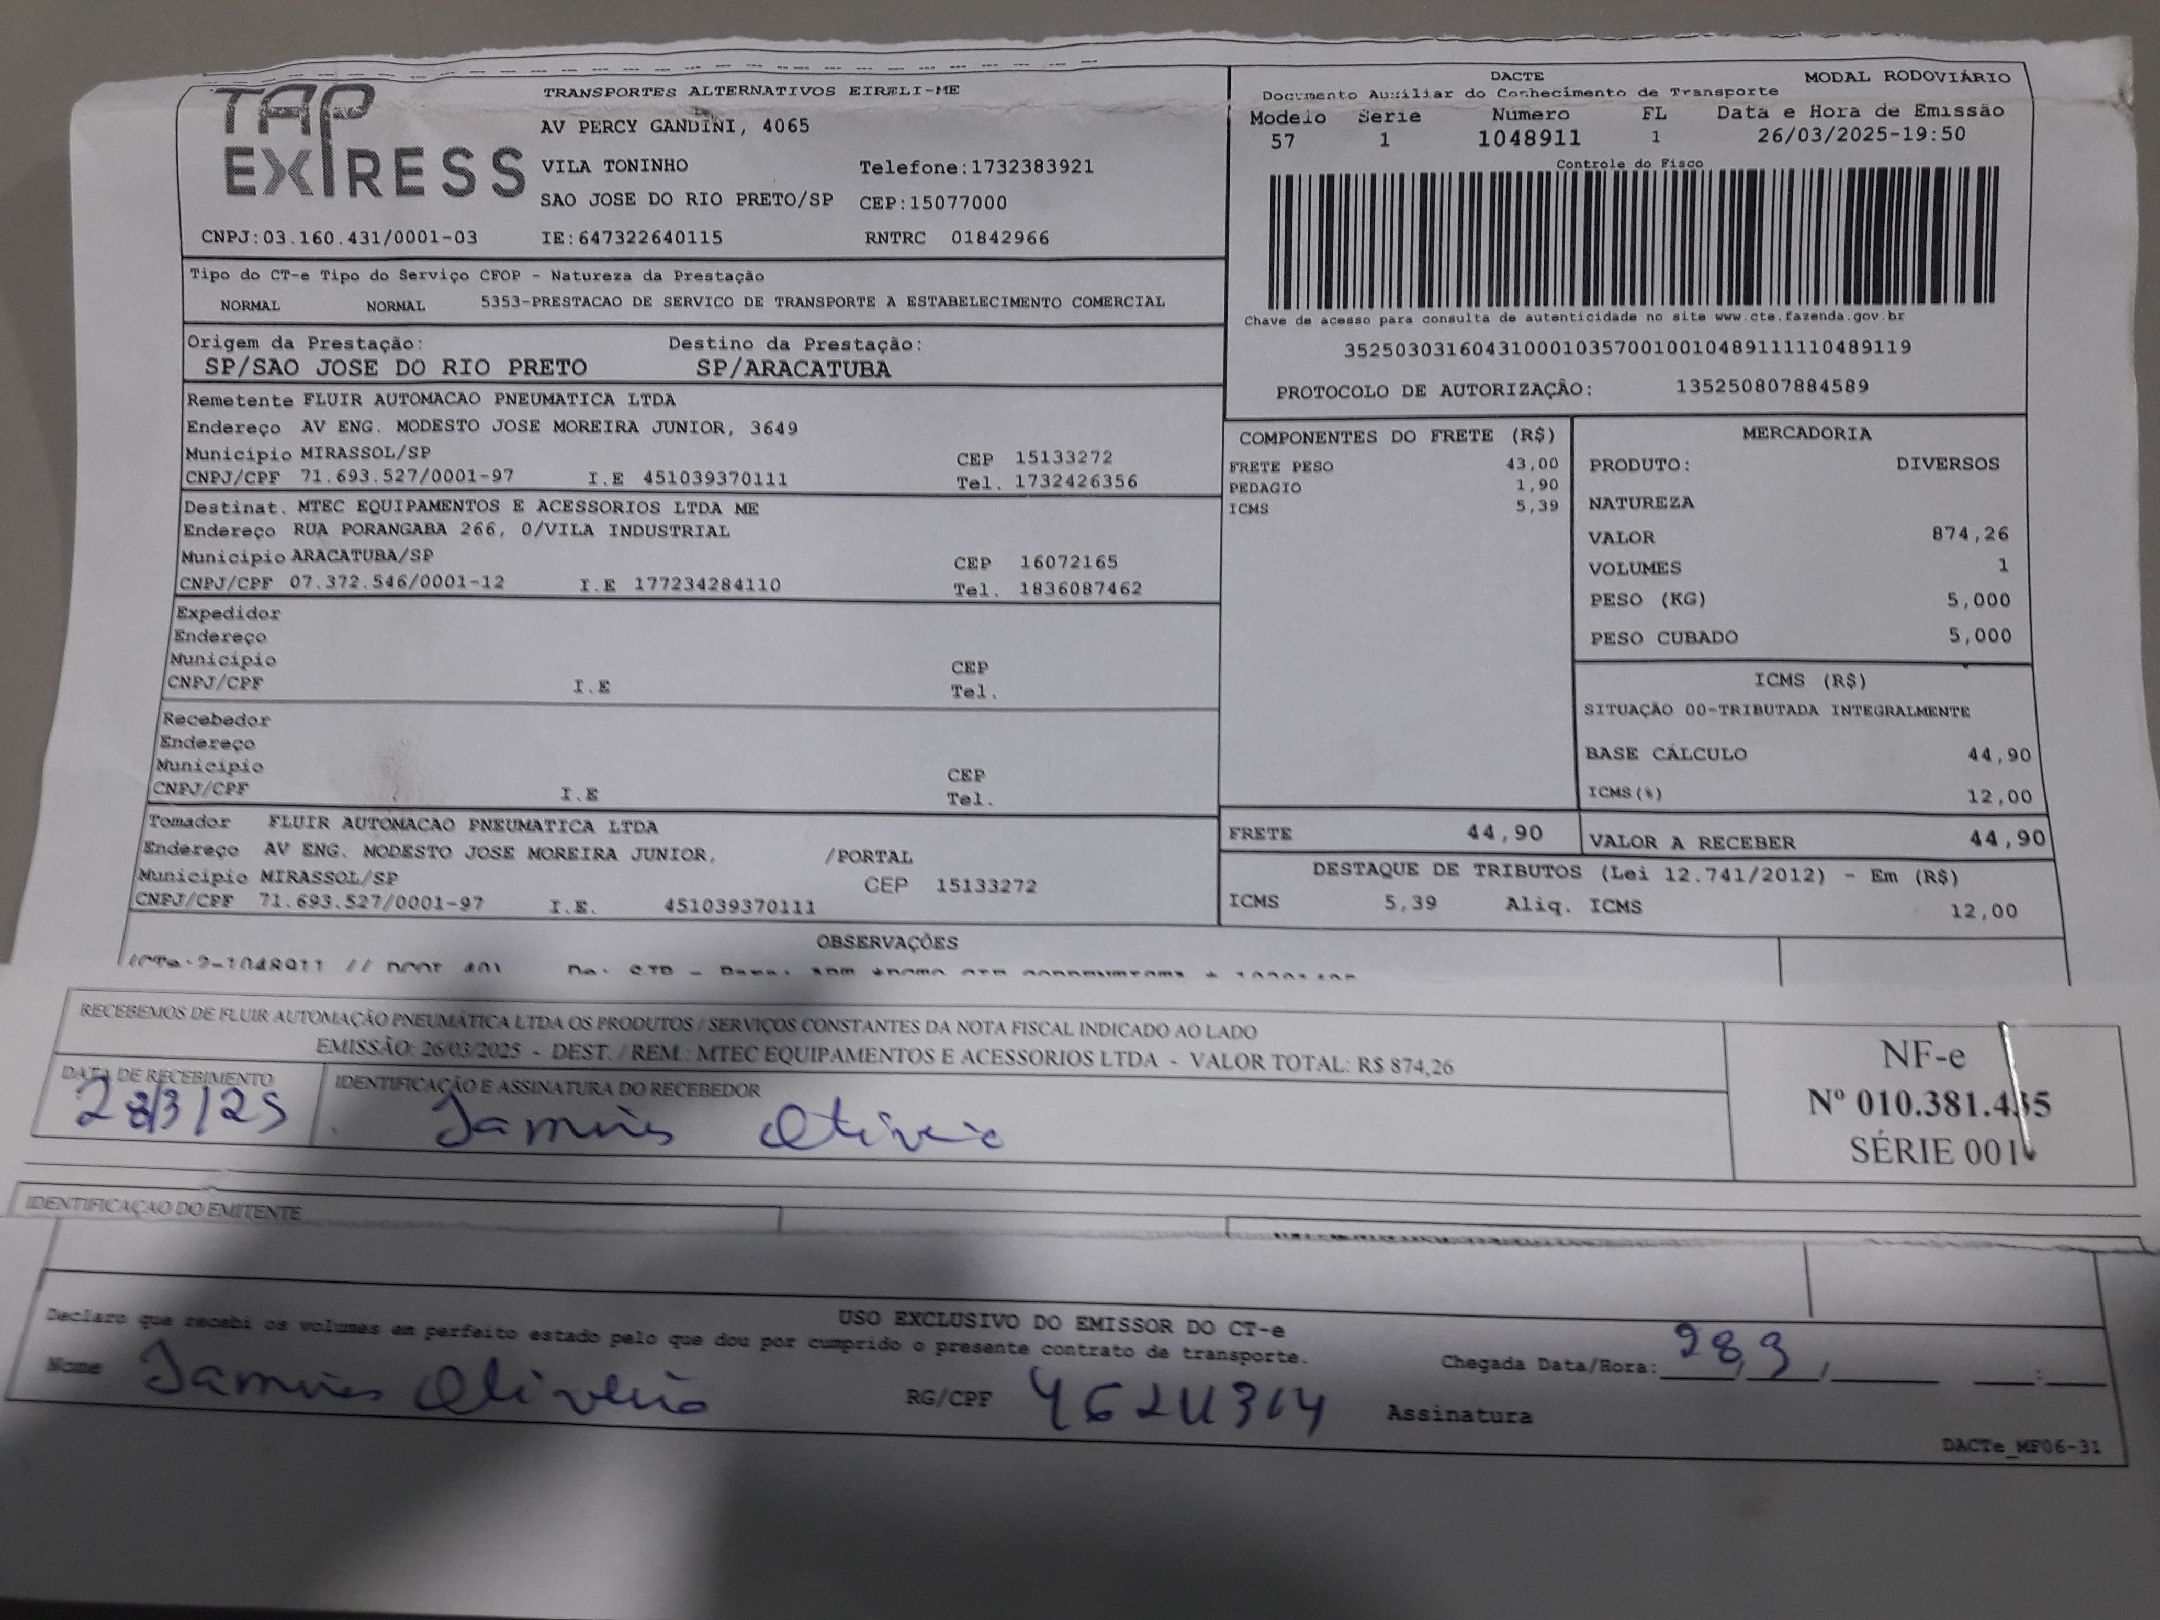 TAP EXPRESS
TRANSPORTES ALTERNATIVOS EIRELI-ME
AV PERCY GANDINI, 4065
VILA TONINHO Telefone:1732383921
SAO JOSE DO RIO PRETO/SP CEP:15077000
CNPJ:03.160.431/0001-03 IE:647322640115 RNTRC 01842966
DACTE MODAL RODOVIÁRIO
Documento Auxiliar do Conhecimento de Transporte
Modelo Serie Numero FL Data e Hora de Emissão
57 1 1048911 1 26/03/2025-19:50
Controle do Fisco
Chave de acesso para consulta de autenticidade no site www.cte.fazenda.gov.br
35250303160431000103570010010489111110489119
PROTOCOLO DE AUTORIZAÇÃO: 135250807884589
Tipo do CT-e Tipo do Serviço CFOP - Natureza da Prestação
NORMAL NORMAL 5353-PRESTACAO DE SERVICO DE TRANSPORTE A ESTABELECIMENTO COMERCIAL
Origem da Prestação: Destino da Prestação:
SP/SAO JOSE DO RIO PRETO SP/ARACATUBA
Remetente FLUIR AUTOMACAO PNEUMATICA LTDA
Endereço AV ENG. MODESTO JOSE MOREIRA JUNIOR, 3649
Município MIRASSOL/SP CEP 15133272
CNPJ/CPF 71.693.527/0001-97 I.E 451039370111 Tel. 1732426356
Destinat. MTEC EQUIPAMENTOS E ACESSORIOS LTDA ME
Endereço RUA PORANGABA 266, 0/VILA INDUSTRIAL
Município ARACATUBA/SP CEP 16072165
CNPJ/CPF 07.372.546/0001-12 I.E 177234284110 Tel. 1836087462
Expedidor
Endereço
Município CEP
CNPJ/CPF I.E Tel.
Recebedor
Endereço
Município CEP
CNPJ/CPF I.E Tel.
Tomador FLUIR AUTOMACAO PNEUMATICA LTDA
Endereço AV ENG. MODESTO JOSE MOREIRA JUNIOR, /PORTAL
Município MIRASSOL/SP CEP 15133272
CNPJ/CPF 71.693.527/0001-97 I.E. 451039370111
COMPONENTES DO FRETE (R$)
FRETE PESO 43,00
PEDAGIO 1,90
ICMS 5,39
MERCADORIA
PRODUTO: DIVERSOS
NATUREZA
VALOR 874,26
VOLUMES 1
PESO (KG) 5,000
PESO CUBADO 5,000
ICMS (R$)
SITUAÇÃO 00-TRIBUTADA INTEGRALMENTE
BASE CÁLCULO 44,90
ICMS(%) 12,00
FRETE 44,90 VALOR A RECEBER 44,90
DESTAQUE DE TRIBUTOS (Lei 12.741/2012) - Em (R$)
ICMS 5,39 Aliq. ICMS 12,00
OBSERVAÇÕES
RECEBEMOS DE FLUIR AUTOMAÇÃO PNEUMÁTICA LTDA OS PRODUTOS / SERVIÇOS CONSTANTES DA NOTA FISCAL INDICADO AO LADO
EMISSÃO: 26/03/2025 - DEST. / REM.: MTEC EQUIPAMENTOS E ACESSORIOS LTDA - VALOR TOTAL: R$ 874,26
DATA DE RECEBIMENTO IDENTIFICAÇÃO E ASSINATURA DO RECEBEDOR
28/3/25 Oliveira
NF-e
Nº 010.381.435
SÉRIE 001
IDENTIFICAÇÃO DO EMITENTE
USO EXCLUSIVO DO EMISSOR DO CT-e
Declaro que recebi os volumes em perfeito estado pelo que dou por cumprido o presente contrato de transporte.
Chegada Data/Hora: 28/3/
Nome Oliveira RG/CPF Assinatura
DACTe_MF06-31